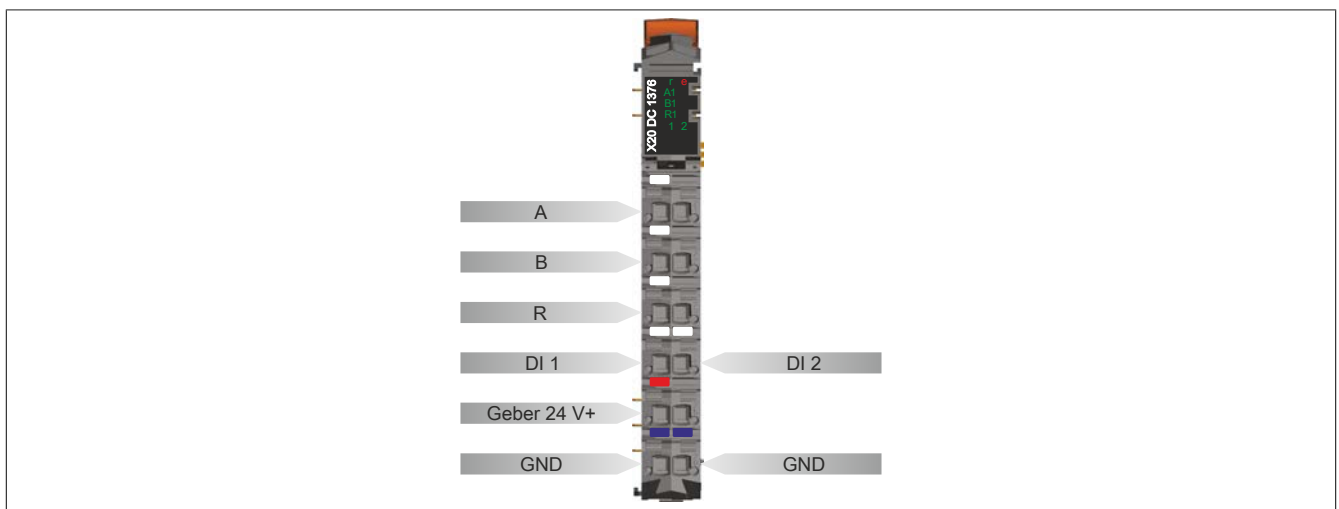 X20 DC 1376
r e
A1
B1
R1
1 2
A
B
R
DI 1 DI 2
Geber 24 V+
GND GND